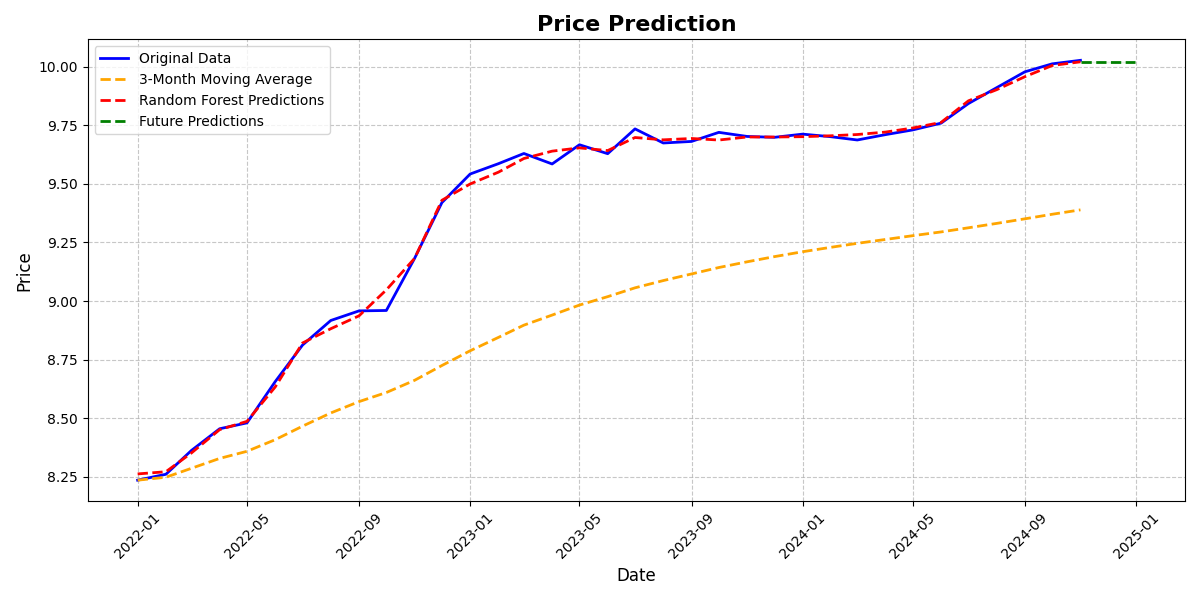 Price Prediction
Original Data
3-Month Moving Average
Random Forest Predictions
Future Predictions
Price
10.00
9.75
9.50
9.25
9.00
8.75
8.50
8.25
2022-01
2022-05
2022-09
2023-01
2023-05
2023-09
2024-01
2024-05
2024-09
2025-01
Date